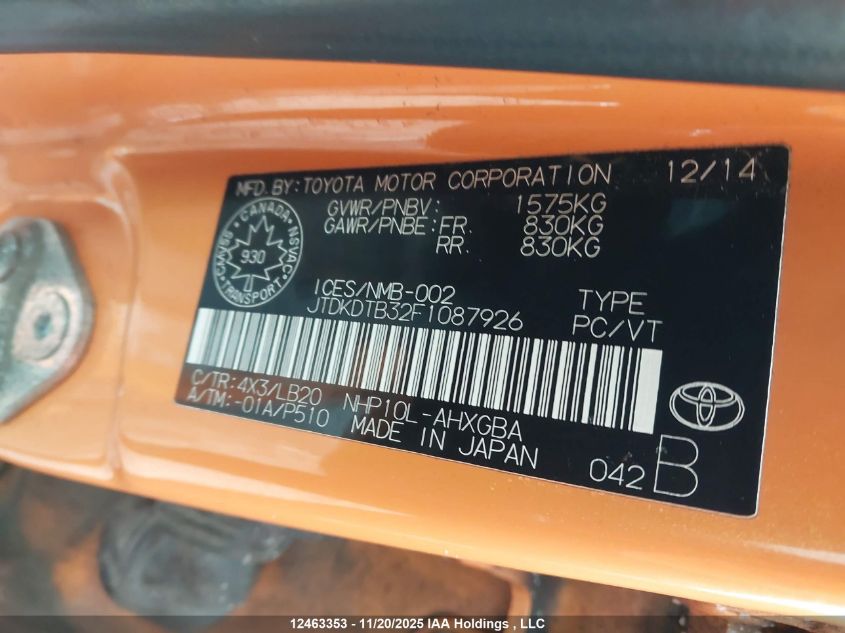 MFD. BY: TOYOTA MOTOR CORPORATION 12/14
GVWR/PNBV: 1575KG
GAWR/PNBE: FR. 830KG
RR. 830KG
CANADA
930
TRANSPORT
ICES/NMB-002
JTDKDTB32F1087926
TYPE
PC/VT
C/TR: 4X3/LB20 NHP10L-AHXGBA
A/TM: -01A/P510 MADE IN JAPAN
042 B
12463353 - 11/20/2025 IAA Holdings , LLC